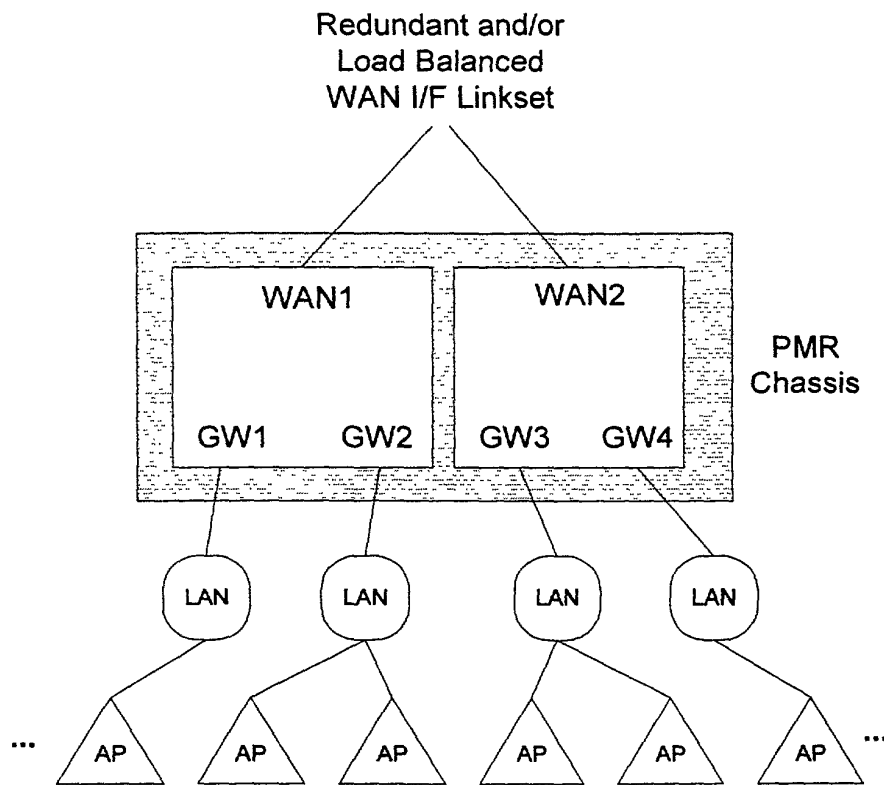 Redundant and/or
Load Balanced
WAN I/F Linkset
WAN1 WAN2
PMR
Chassis
GW1 GW2 GW3 GW4
LAN LAN LAN LAN
... AP AP AP AP AP AP ...